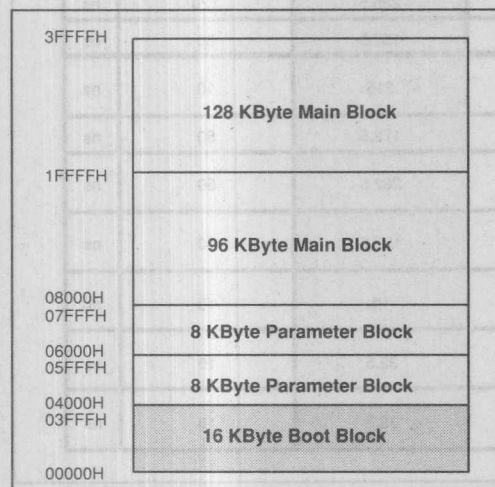 3FFFFH
128 KByte Main Block
1FFFFH
96 KByte Main Block
08000H
07FFFH
8 KByte Parameter Block
06000H
05FFFH
8 KByte Parameter Block
04000H
03FFFH
16 KByte Boot Block
00000H